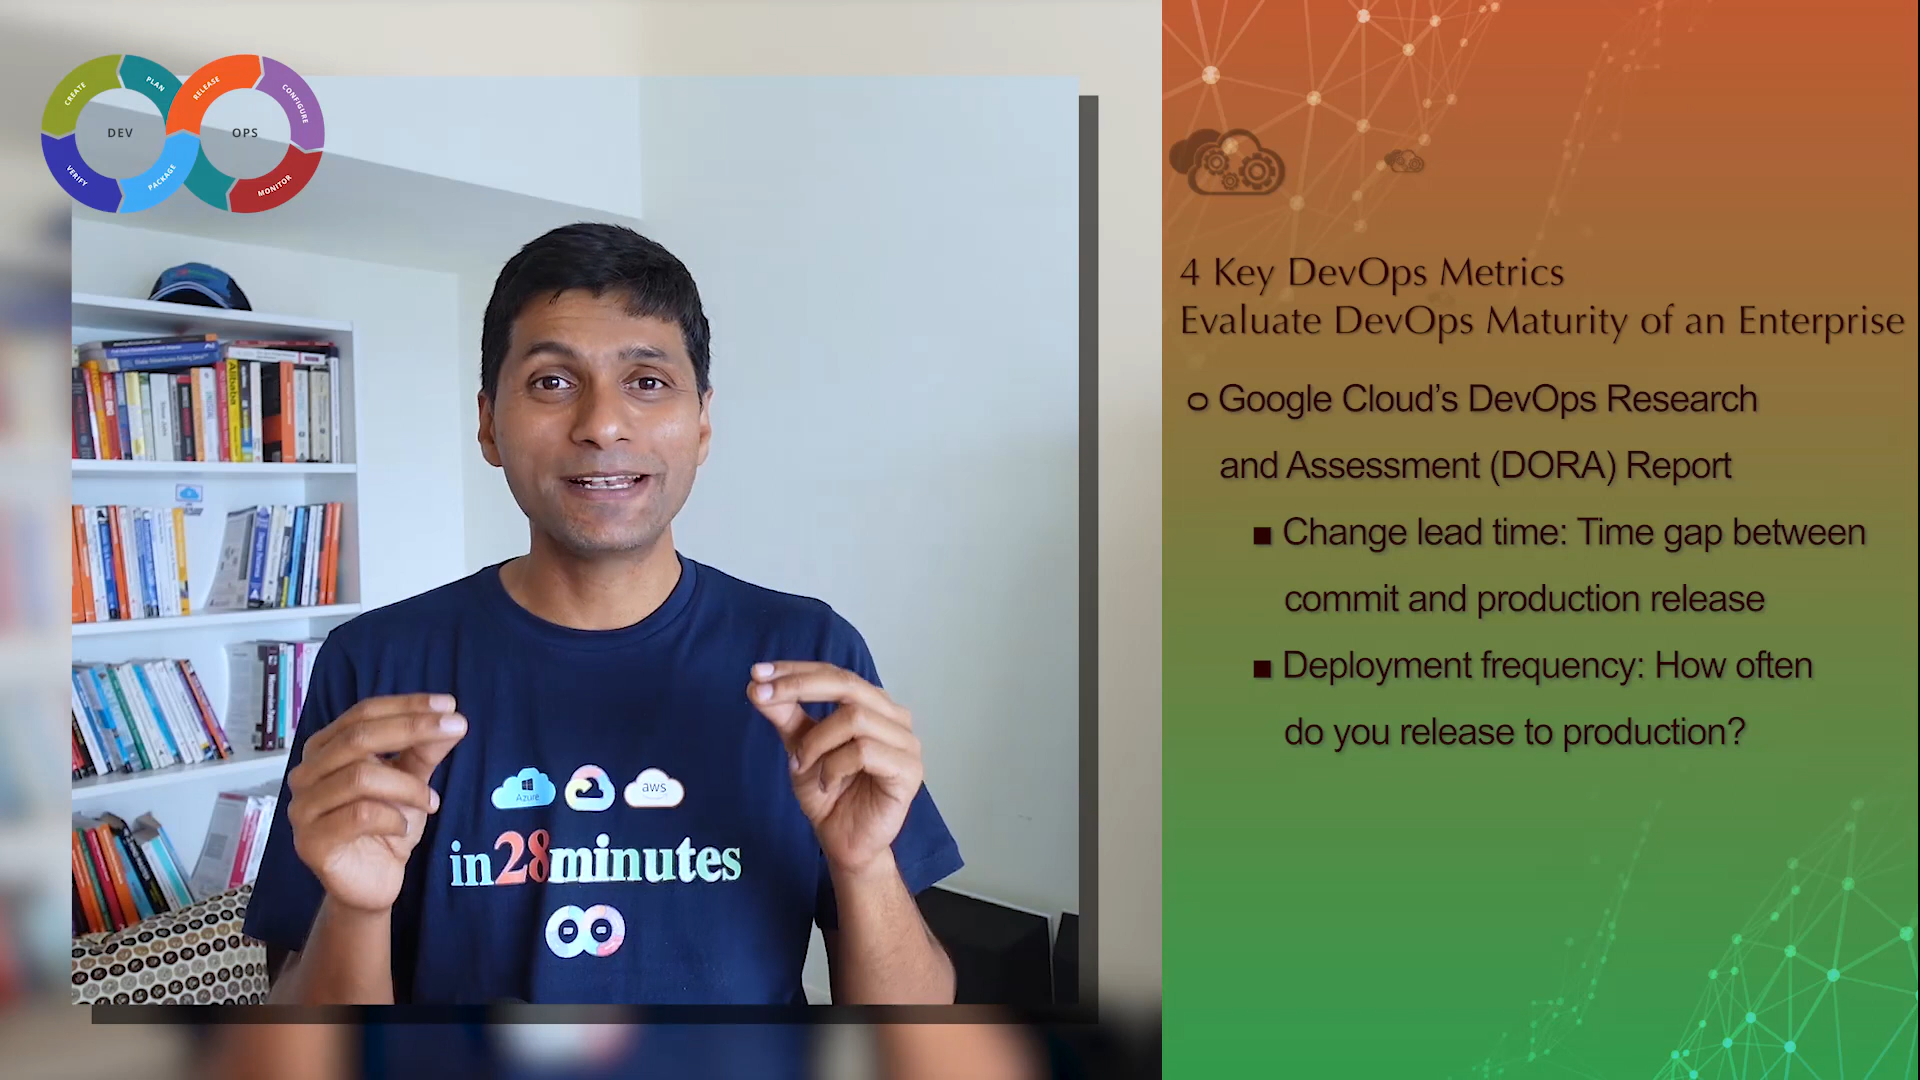 CREATE
PLAN
RELEASE
CONFIGURE
DEV
OPS
VERIFY
PACKAGE
MONITOR
Alibaba
Azure
aws
in28minutes
4 Key DevOps Metrics
Evaluate DevOps Maturity of an Enterprise
Google Cloud’s DevOps Research
and Assessment (DORA) Report
Change lead time: Time gap between
commit and production release
Deployment frequency: How often
do you release to production?